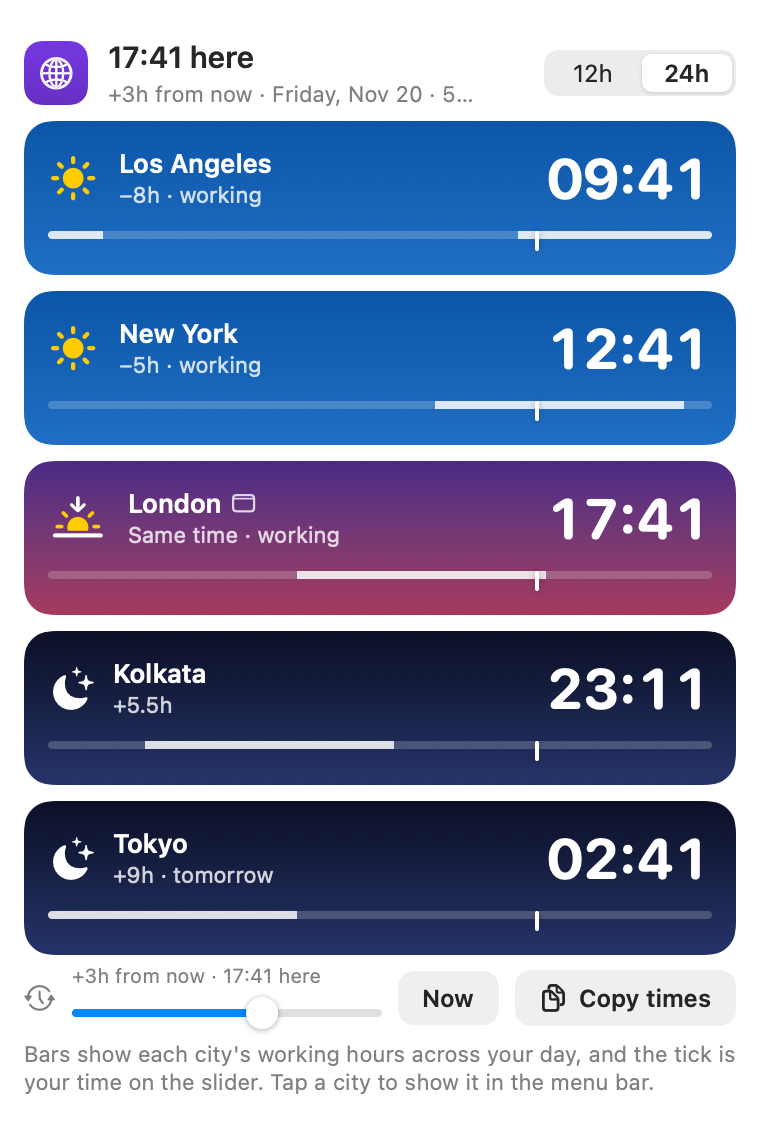 17:41 here
+3h from now · Friday, Nov 20 · 5…
12h
24h
Los Angeles
–8h · working
09:41
New York
–5h · working
12:41
London
Same time · working
17:41
Kolkata
+5.5h
23:11
Tokyo
+9h · tomorrow
02:41
+3h from now · 17:41 here
Now
Copy times
Bars show each city's working hours across your day, and the tick is
your time on the slider. Tap a city to show it in the menu bar.